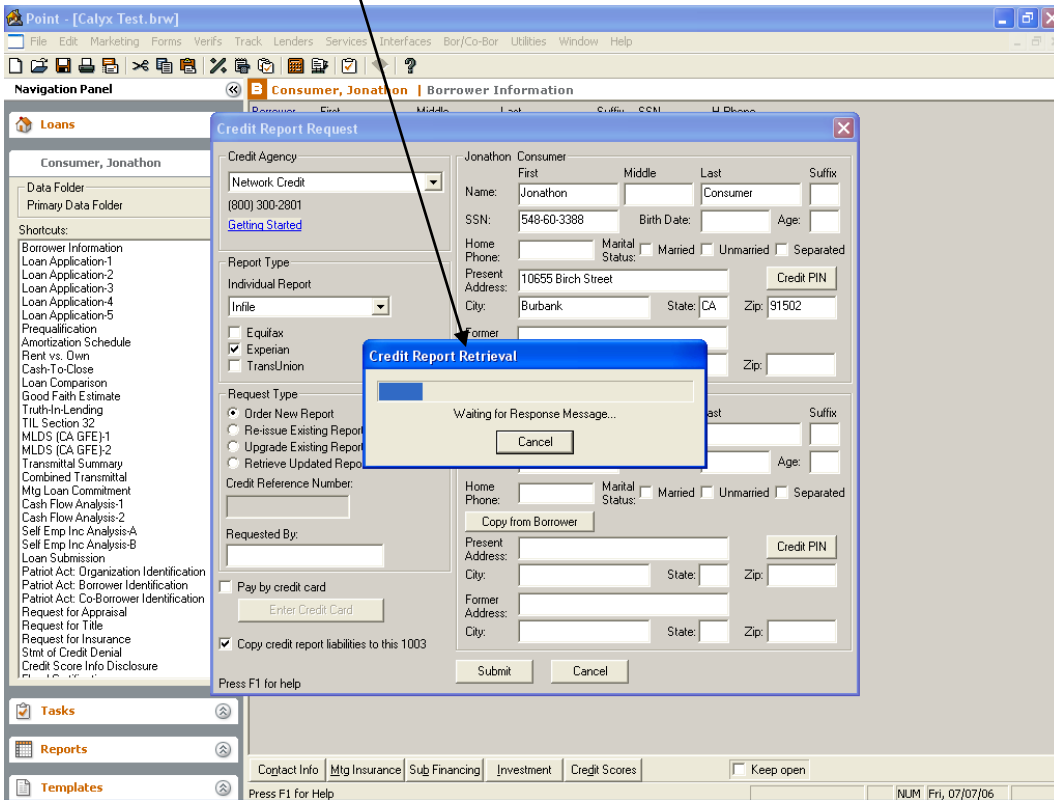 Point - [Calyx Test.brw]
File Edit Marketing Forms Verifs Track Lenders Services Interfaces Bor/Co-Bor Utilities Window Help
Navigation Panel
Consumer, Jonathon | Borrower Information
Borrower First Middle Last Suffix SSN H.Phone
Loans
Consumer, Jonathon
Data Folder
Primary Data Folder
Shortcuts:
Borrower Information
Loan Application-1
Loan Application-2
Loan Application-3
Loan Application-4
Loan Application-5
Prequalification
Amortization Schedule
Rent vs. Own
Cash-To-Close
Loan Comparison
Good Faith Estimate
Truth-In-Lending
TIL Section 32
MLDS (CA GFE)-1
MLDS (CA GFE)-2
Transmittal Summary
Combined Transmittal
Mtg Loan Commitment
Cash Flow Analysis-1
Cash Flow Analysis-2
Self Emp Inc Analysis-A
Self Emp Inc Analysis-B
Loan Submission
Patriot Act: Organization Identification
Patriot Act: Borrower Identification
Patriot Act: Co-Borrower Identification
Request for Appraisal
Request for Title
Request for Insurance
Stmt of Credit Denial
Credit Score Info Disclosure
Tasks
Reports
Templates
Credit Report Request
Credit Agency
Network Credit
(800) 300-2801
Getting Started
Report Type
Individual Report
Infile
Equifax
Experian
TransUnion
Request Type
Order New Report
Re-issue Existing Report
Upgrade Existing Report
Retrieve Updated Repo
Credit Reference Number:
Requested By:
Pay by credit card
Enter Credit Card
Copy credit report liabilities to this 1003
Press F1 for help
Jonathon Consumer
First Middle Last Suffix
Name: Jonathon Consumer
SSN: 548-60-3388 Birth Date: Age:
Home Phone: Marital Status: Married Unmarried Separated
Present Address: 10655 Birch Street Credit PIN
City: Burbank State: CA Zip: 91502
Former
Zip:
Credit Report Retrieval
Waiting for Response Message...
Cancel
ast Suffix
Age:
Home Phone: Marital Status: Married Unmarried Separated
Copy from Borrower
Present Address: Credit PIN
City: State: Zip:
Former Address:
City: State: Zip:
Submit Cancel
Contact Info Mtg Insurance Sub Financing Investment Credit Scores Keep open
Press F1 for Help NUM Fri, 07/07/06